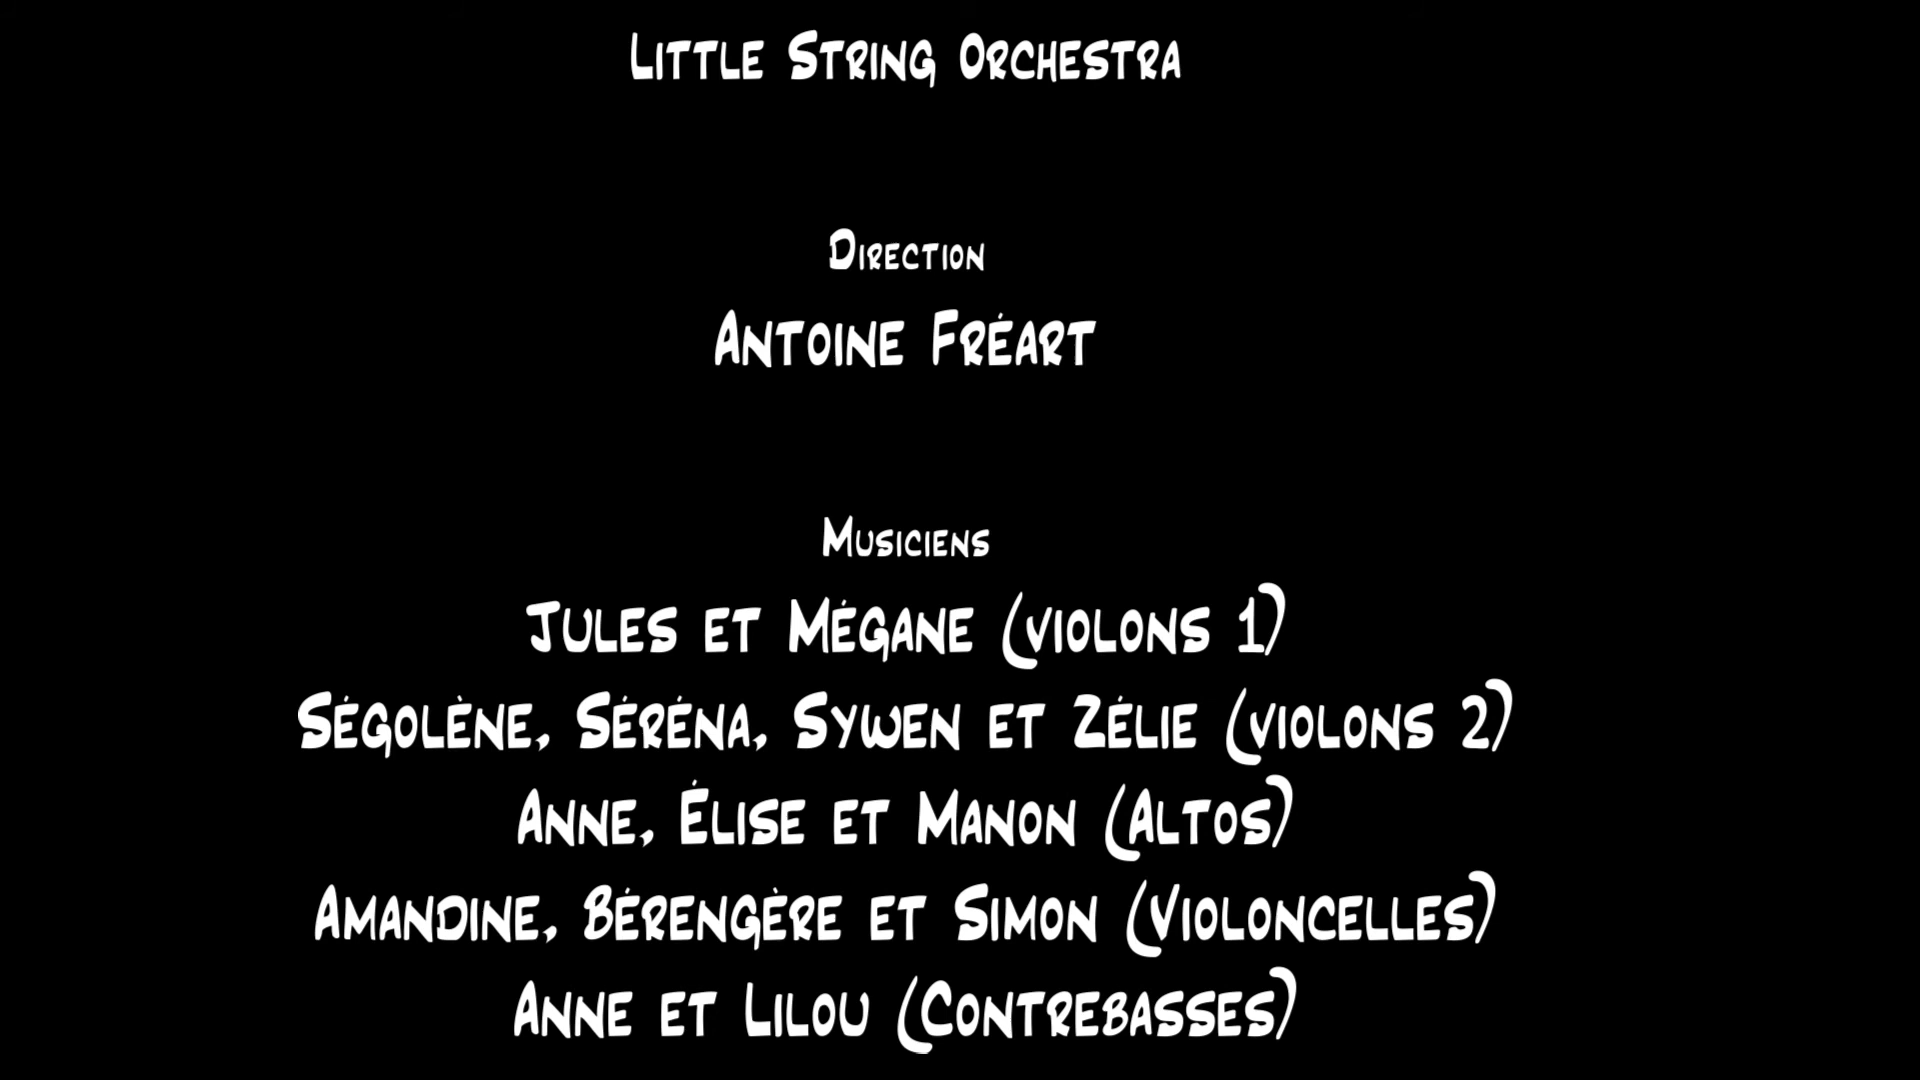 Little String Orchestra
Direction
Antoine Fréart
Musiciens
Jules et Mégane (violons 1)
Ségolène, Séréna, Sywen et Zélie (violons 2)
Anne, Élise et Manon (Altos)
Amandine, Bérengère et Simon (Violoncelles)
Anne et Lilou (Contrebasses)